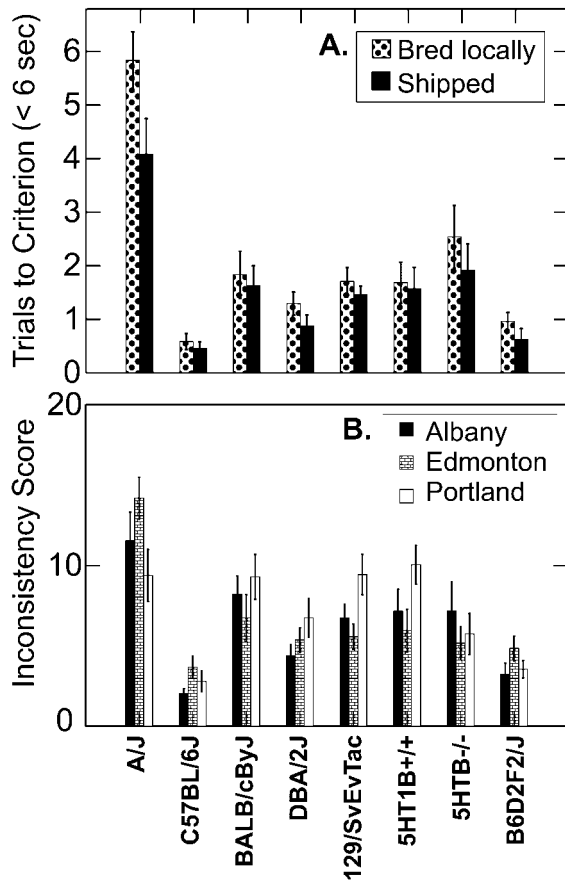 A.
Bred locally
Shipped
Trials to Criterion (< 6 sec)
6
5
4
3
2
1
0
B.
Albany
Edmonton
Portland
Inconsistency Score
20
10
0
A/J
C57BL/6J
BALB/cByJ
DBA/2J
129/SvEvTac
5HT1B+/+
5HTB-/-
B6D2F2/J